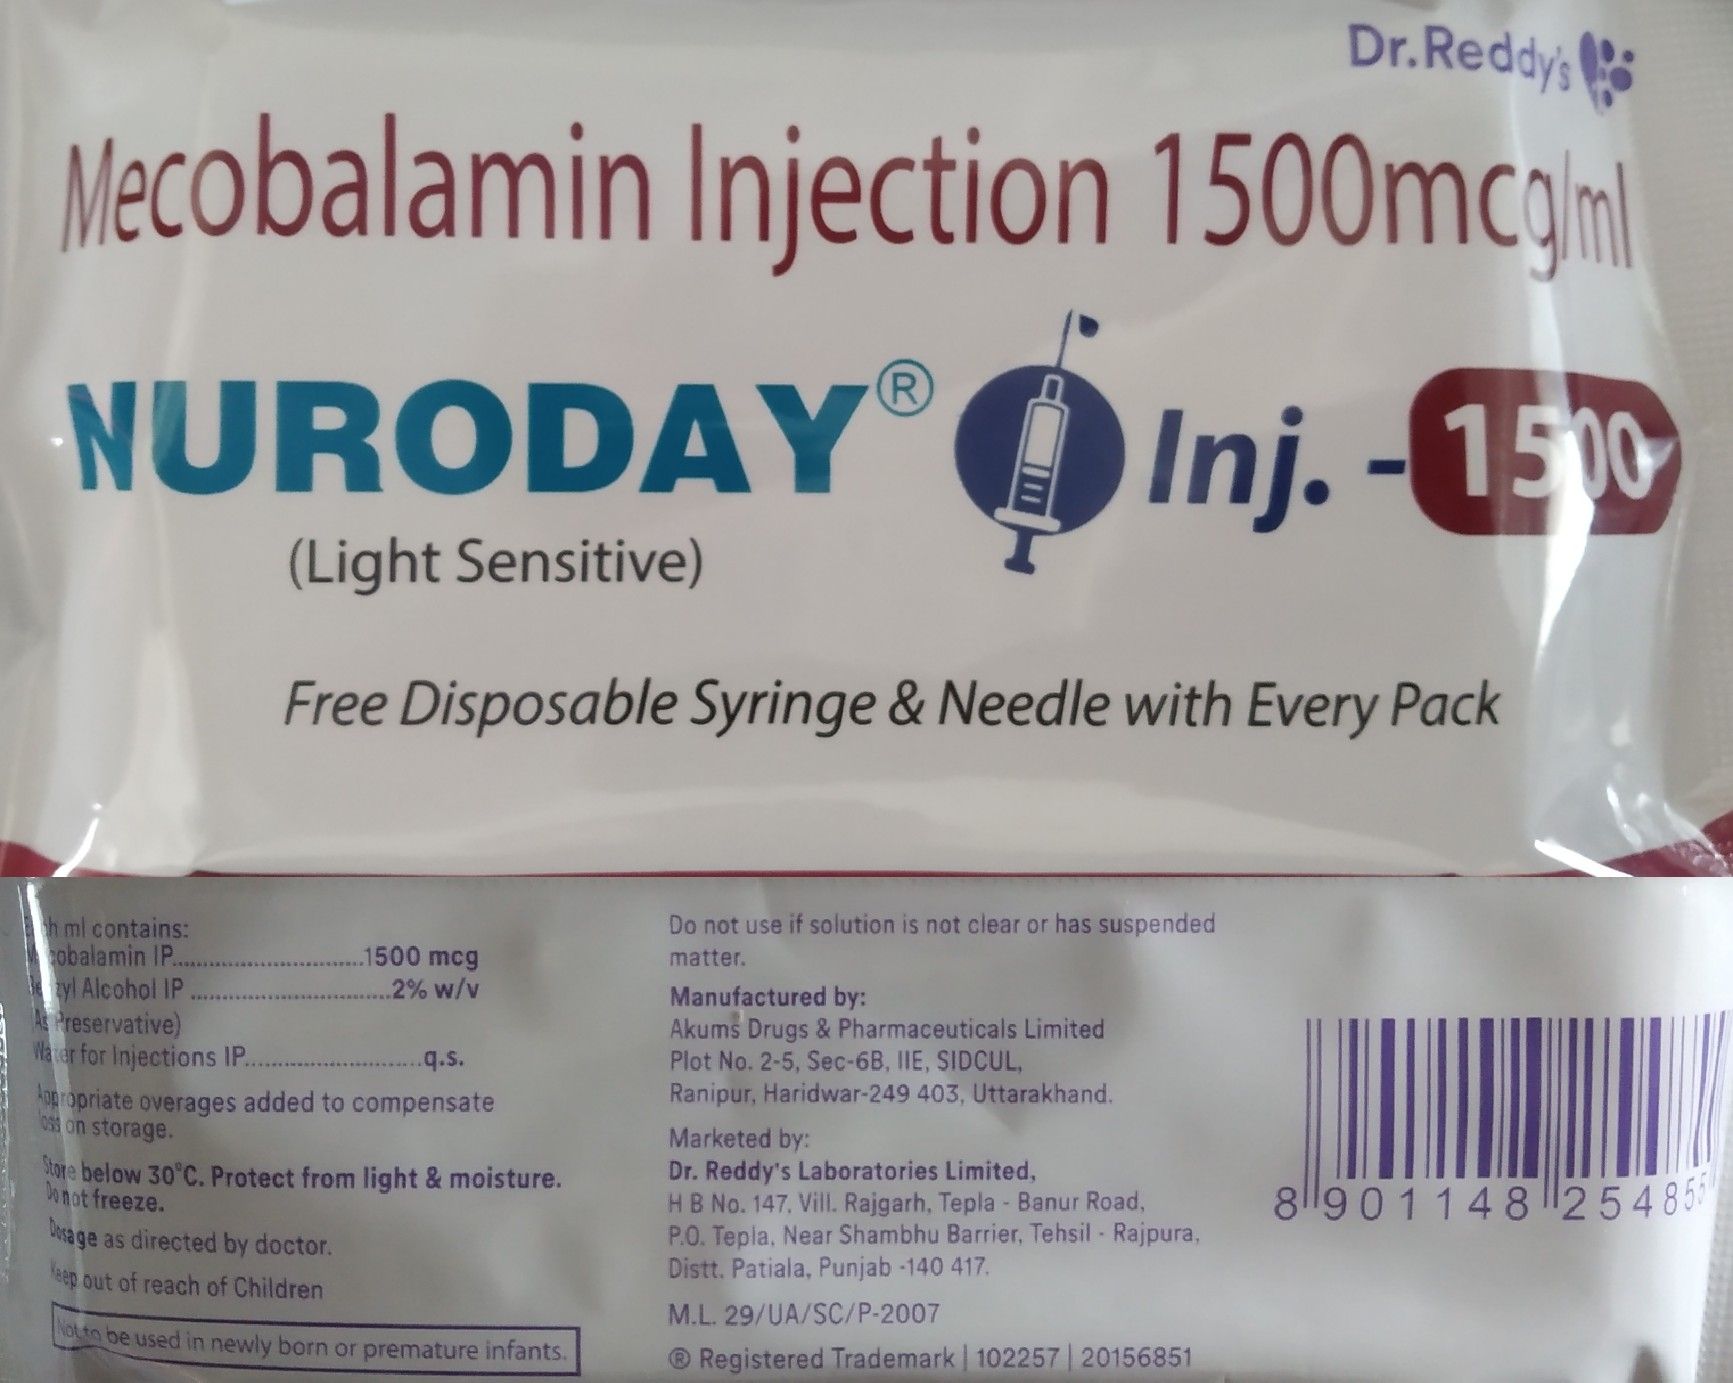 Dr.Reddy's
Mecobalamin Injection 1500mcg/ml
NURODAY® Inj. - 1500
(Light Sensitive)
Free Disposable Syringe & Needle with Every Pack
ml contains:
IP..............................1500 mcg
Alcohol IP ................................2% w/v
Preservative)
for Injections IP............................q.s.
Appropriate overages added to compensate
loss on storage.
Store below 30°C. Protect from light & moisture.
Do not freeze.
Dosage as directed by doctor.
Keep out of reach of Children
Not to be used in newly born or premature infants.
Do not use if solution is not clear or has suspended
matter.
Manufactured by:
Akums Drugs & Pharmaceuticals Limited
Plot No. 2-5, Sec-6B, IIE, SIDCUL,
Ranipur, Haridwar-249 403, Uttarakhand.
Marketed by:
Dr. Reddy's Laboratories Limited,
H B No. 147, Vill. Rajgarh, Tepla - Banur Road,
P.O. Tepla, Near Shambhu Barrier, Tehsil - Rajpura,
Distt. Patiala, Punjab -140 417.
M.L. 29/UA/SC/P-2007
® Registered Trademark | 102257 | 20156851
8 901148 254855